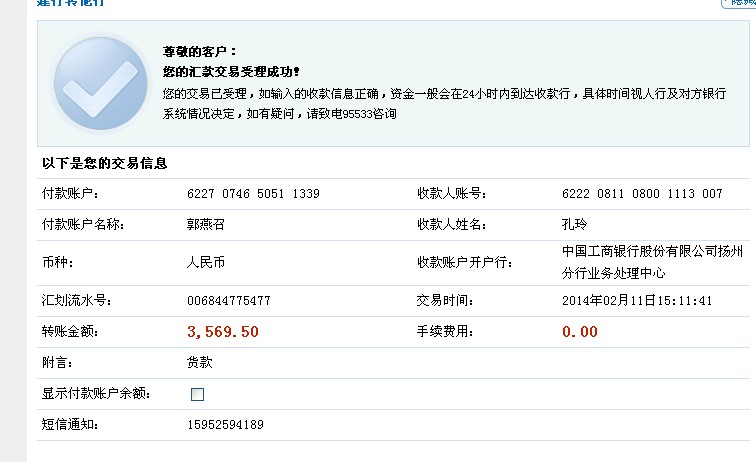 尊敬的客户：
您的汇款交易受理成功！
您的交易已受理，如输入的收款信息正确，资金一般会在24小时内到达收款行，具体时间视人行及对方银行
系统情况决定，如有疑问，请致电95533咨询
以下是您的交易信息
付款账户： 6227 0746 5051 1339 收款人账号： 6222 0811 0800 1113 007
付款账户名称： 郭燕召 收款人姓名： 孔玲
币种： 人民币 收款账户开户行： 中国工商银行股份有限公司扬州
分行业务处理中心
汇划流水号： 006844775477 交易时间： 2014年02月11日15:11:41
转账金额： 3,569.50 手续费用： 0.00
附言： 货款
显示付款账户余额：
短信通知： 15952594189